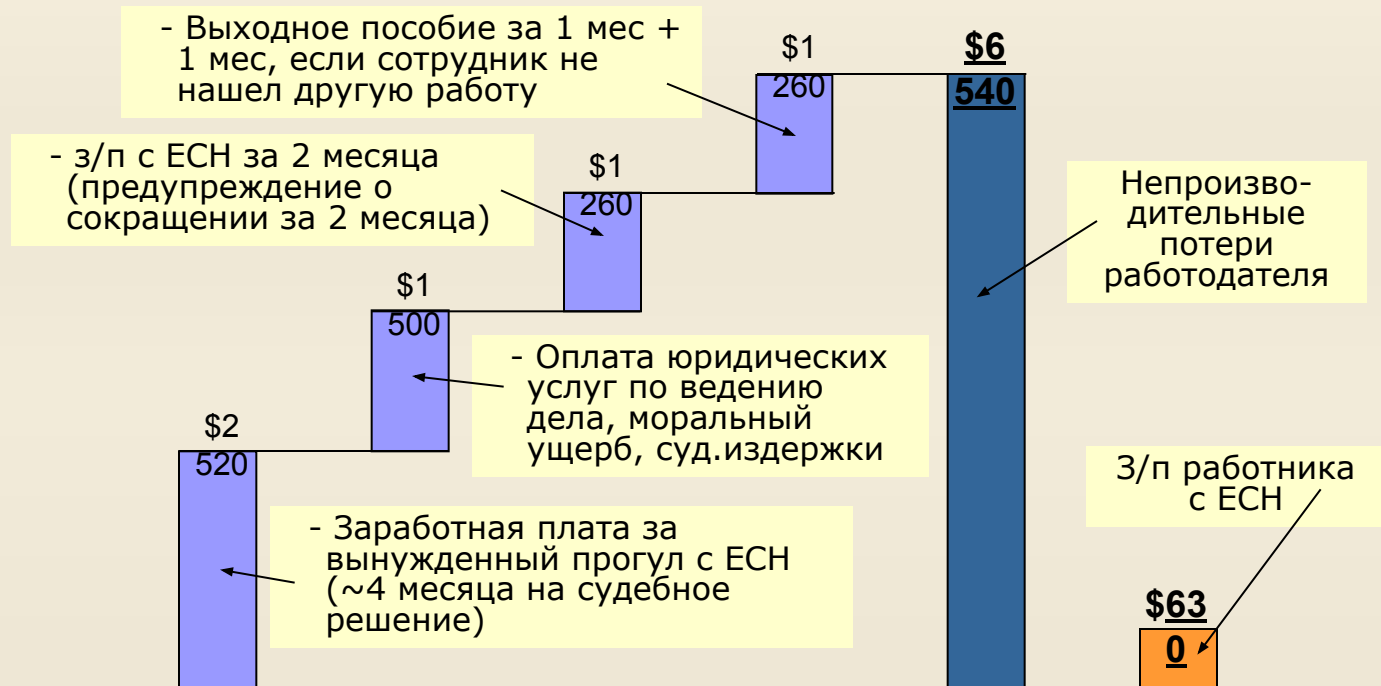 - Выходное пособие за 1 мес +
1 мес, если сотрудник не
нашел другую работу
$1
260
$6
540
- з/п с ЕСН за 2 месяца
(предупреждение о
сокращении за 2 месяца)
$1
260
Непроизво-
дительные
потери
работодателя
$1
500
- Оплата юридических
услуг по ведению
дела, моральный
ущерб, суд.издержки
$2
520
- Заработная плата за
вынужденный прогул с ЕСН
(~4 месяца на судебное
решение)
З/п работника
с ЕСН
$63
0